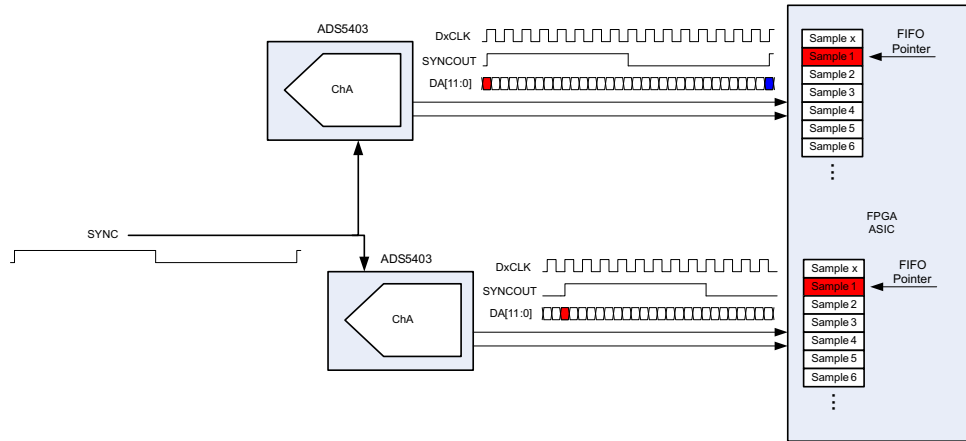 ADS5403
ChA
DxCLK
SYNCOUT
DA[11:0]
Sample x
Sample 1
Sample 2
Sample 3
Sample 4
Sample 5
Sample 6
FIFO
Pointer
SYNC
FPGA
ASIC
ADS5403
ChA
DxCLK
SYNCOUT
DA[11:0]
Sample x
Sample 1
Sample 2
Sample 3
Sample 4
Sample 5
Sample 6
FIFO
Pointer